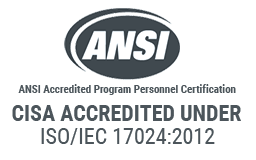 ANSI
ANSI Accredited Program Personnel Certification
CISA ACCREDITED UNDER
ISO/IEC 17024:2012